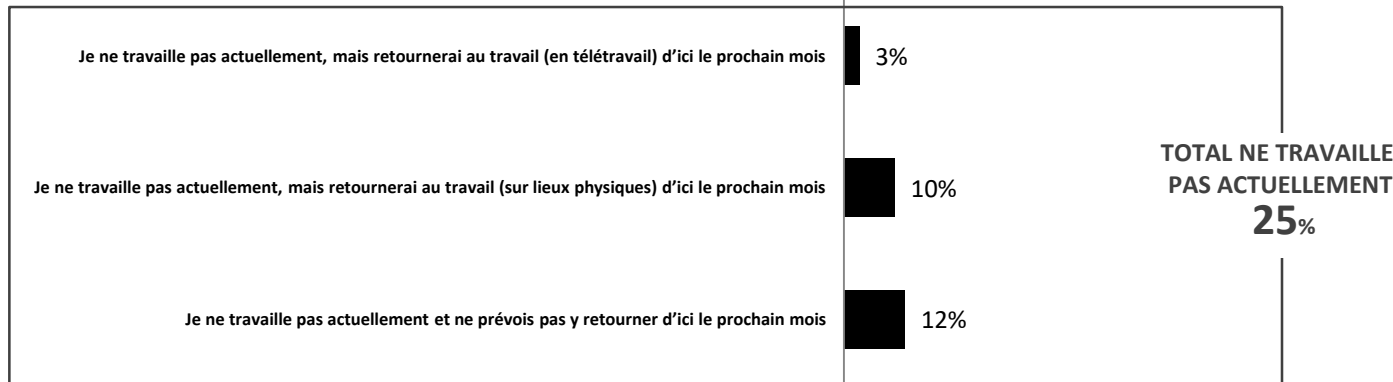 Je ne travaille pas actuellement, mais retournerai au travail (en télétravail) d’ici le prochain mois
3%
Je ne travaille pas actuellement, mais retournerai au travail (sur lieux physiques) d’ici le prochain mois
10%
Je ne travaille pas actuellement et ne prévois pas y retourner d’ici le prochain mois
12%
TOTAL NE TRAVAILLE
PAS ACTUELLEMENT
25%